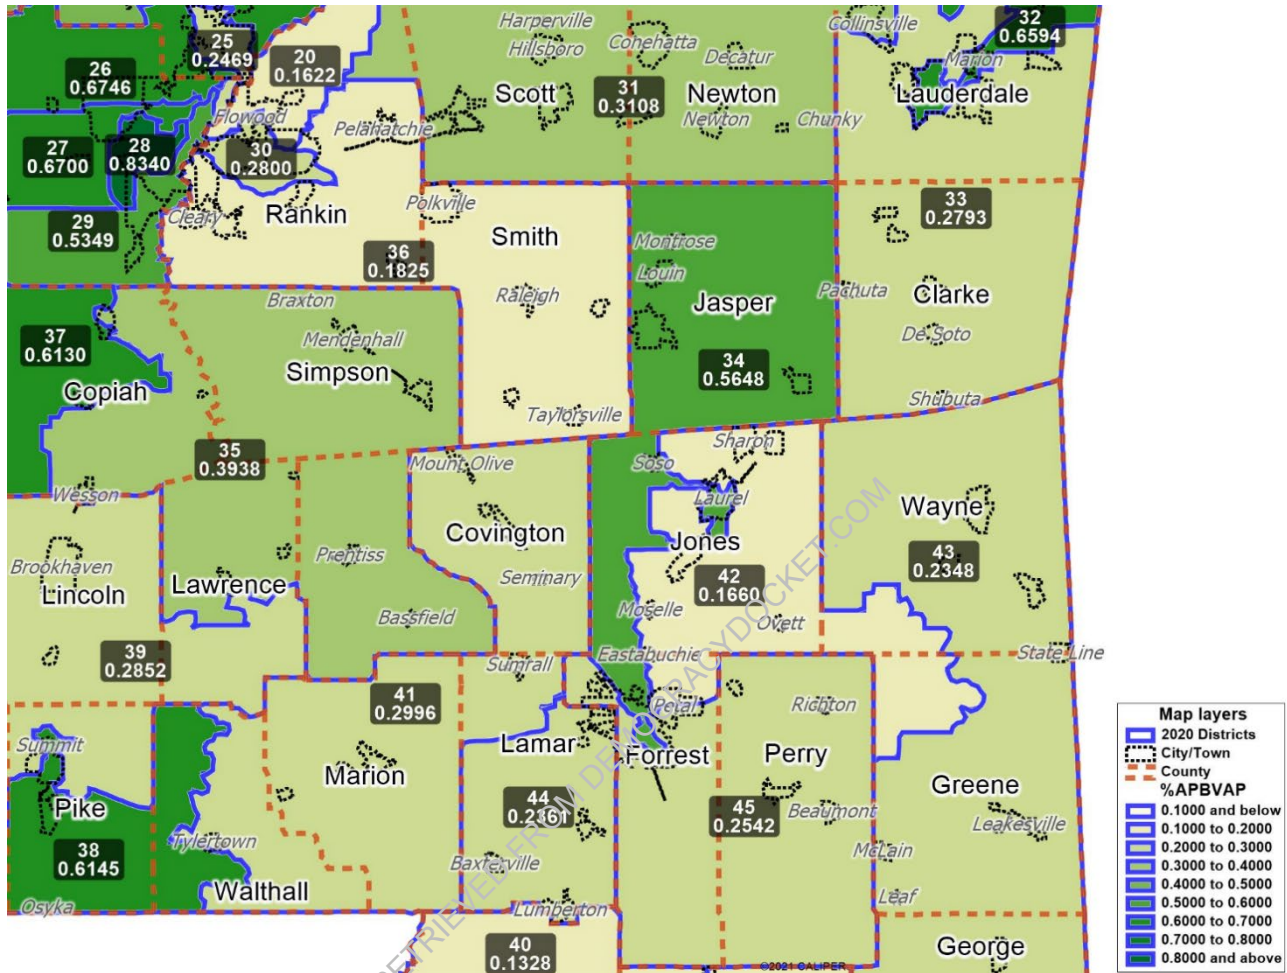 Harperville
Hillsboro
Conehatta
Decatur
Collinsville
32
0.6594
Marion
25
0.2469
20
0.1622
26
0.6746
Scott
31
0.3108
Newton
Newton
Chunky
Lauderdale
Flowood
Pelahatchie
27
0.6700
28
0.8340
30
0.2800
29
0.5349
Cleary
Rankin
Polkville
Smith
36
0.1825
Montrose
Louin
33
0.2793
Braxton
Raleigh
Jasper
Pachuta
Clarke
De Soto
37
0.6130
Mendenhall
Simpson
Copiah
34
0.5648
Taylorsville
Shubuta
35
0.3938
Mount Olive
Soso
Sharon
Wesson
Laurel
Wayne
Brookhaven
Lincoln
Lawrence
Prentiss
Covington
Jones
43
0.2348
Seminary
42
0.1660
Bassfield
Moselle
Ovett
39
0.2852
Sumrall
Eastabuchie
State Line
41
0.2996
Petal
Richton
Summit
Lamar
Forrest
Perry
Marion
Greene
Pike
44
0.2361
45
0.2542
Beaumont
Leakesville
38
0.6145
Tylertown
Baxterville
McLain
Walthall
Osyka
Lumberton
Leaf
40
0.1328
George
©2021 CALIPER
RETRIEVED FROM DEMOCRACYDOCKET.COM
Map layers
2020 Districts
City/Town
County
%APBVAP
0.1000 and below
0.1000 to 0.2000
0.2000 to 0.3000
0.3000 to 0.4000
0.4000 to 0.5000
0.5000 to 0.6000
0.6000 to 0.7000
0.7000 to 0.8000
0.8000 and above